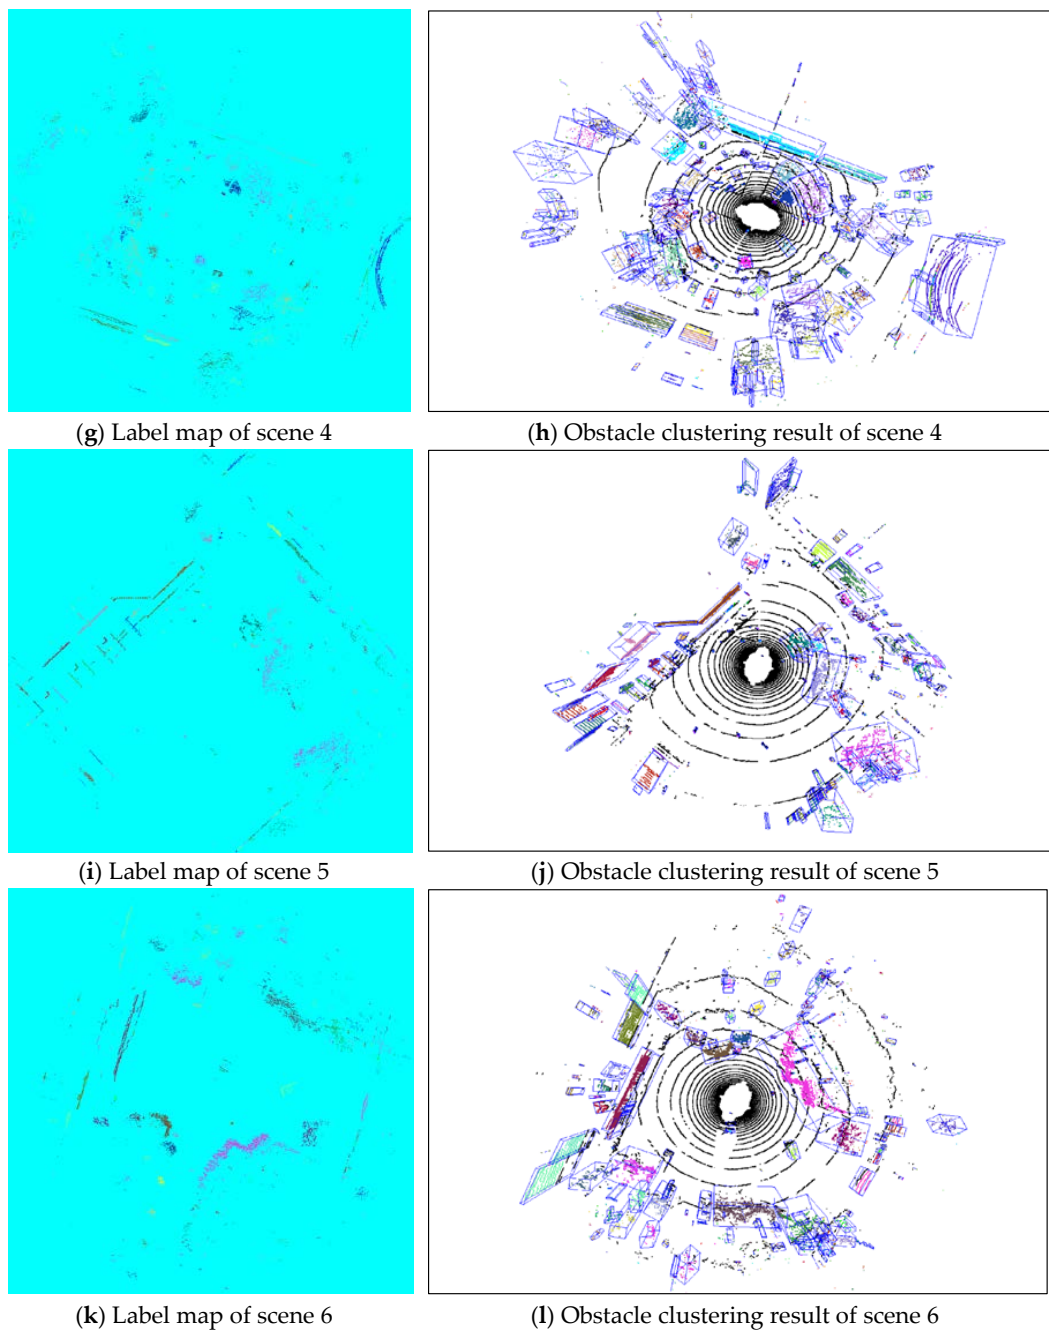 (g) Label map of scene 4
(h) Obstacle clustering result of scene 4
(i) Label map of scene 5
(j) Obstacle clustering result of scene 5
(k) Label map of scene 6
(l) Obstacle clustering result of scene 6